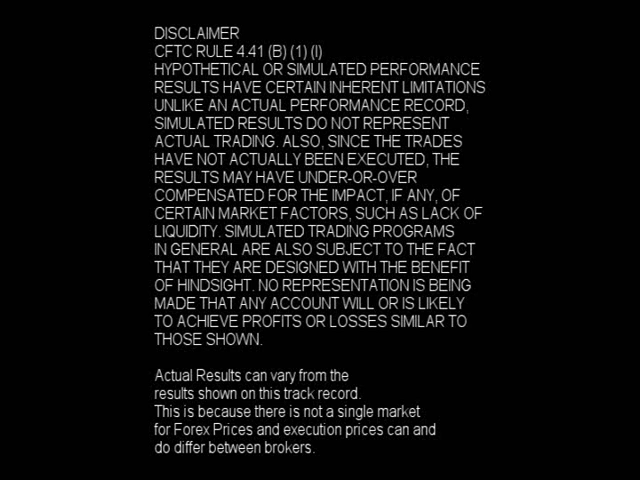 DISCLAIMER
CFTC RULE 4.41 (B) (1) (I)
HYPOTHETICAL OR SIMULATED PERFORMANCE
RESULTS HAVE CERTAIN INHERENT LIMITATIONS
UNLIKE AN ACTUAL PERFORMANCE RECORD,
SIMULATED RESULTS DO NOT REPRESENT
ACTUAL TRADING. ALSO, SINCE THE TRADES
HAVE NOT ACTUALLY BEEN EXECUTED, THE
RESULTS MAY HAVE UNDER-OR-OVER
COMPENSATED FOR THE IMPACT, IF ANY, OF
CERTAIN MARKET FACTORS, SUCH AS LACK OF
LIQUIDITY. SIMULATED TRADING PROGRAMS
IN GENERAL ARE ALSO SUBJECT TO THE FACT
THAT THEY ARE DESIGNED WITH THE BENEFIT
OF HINDSIGHT. NO REPRESENTATION IS BEING
MADE THAT ANY ACCOUNT WILL OR IS LIKELY
TO ACHIEVE PROFITS OR LOSSES SIMILAR TO
THOSE SHOWN.
Actual Results can vary from the
results shown on this track record.
This is because there is not a single market
for Forex Prices and execution prices can and
do differ between brokers.